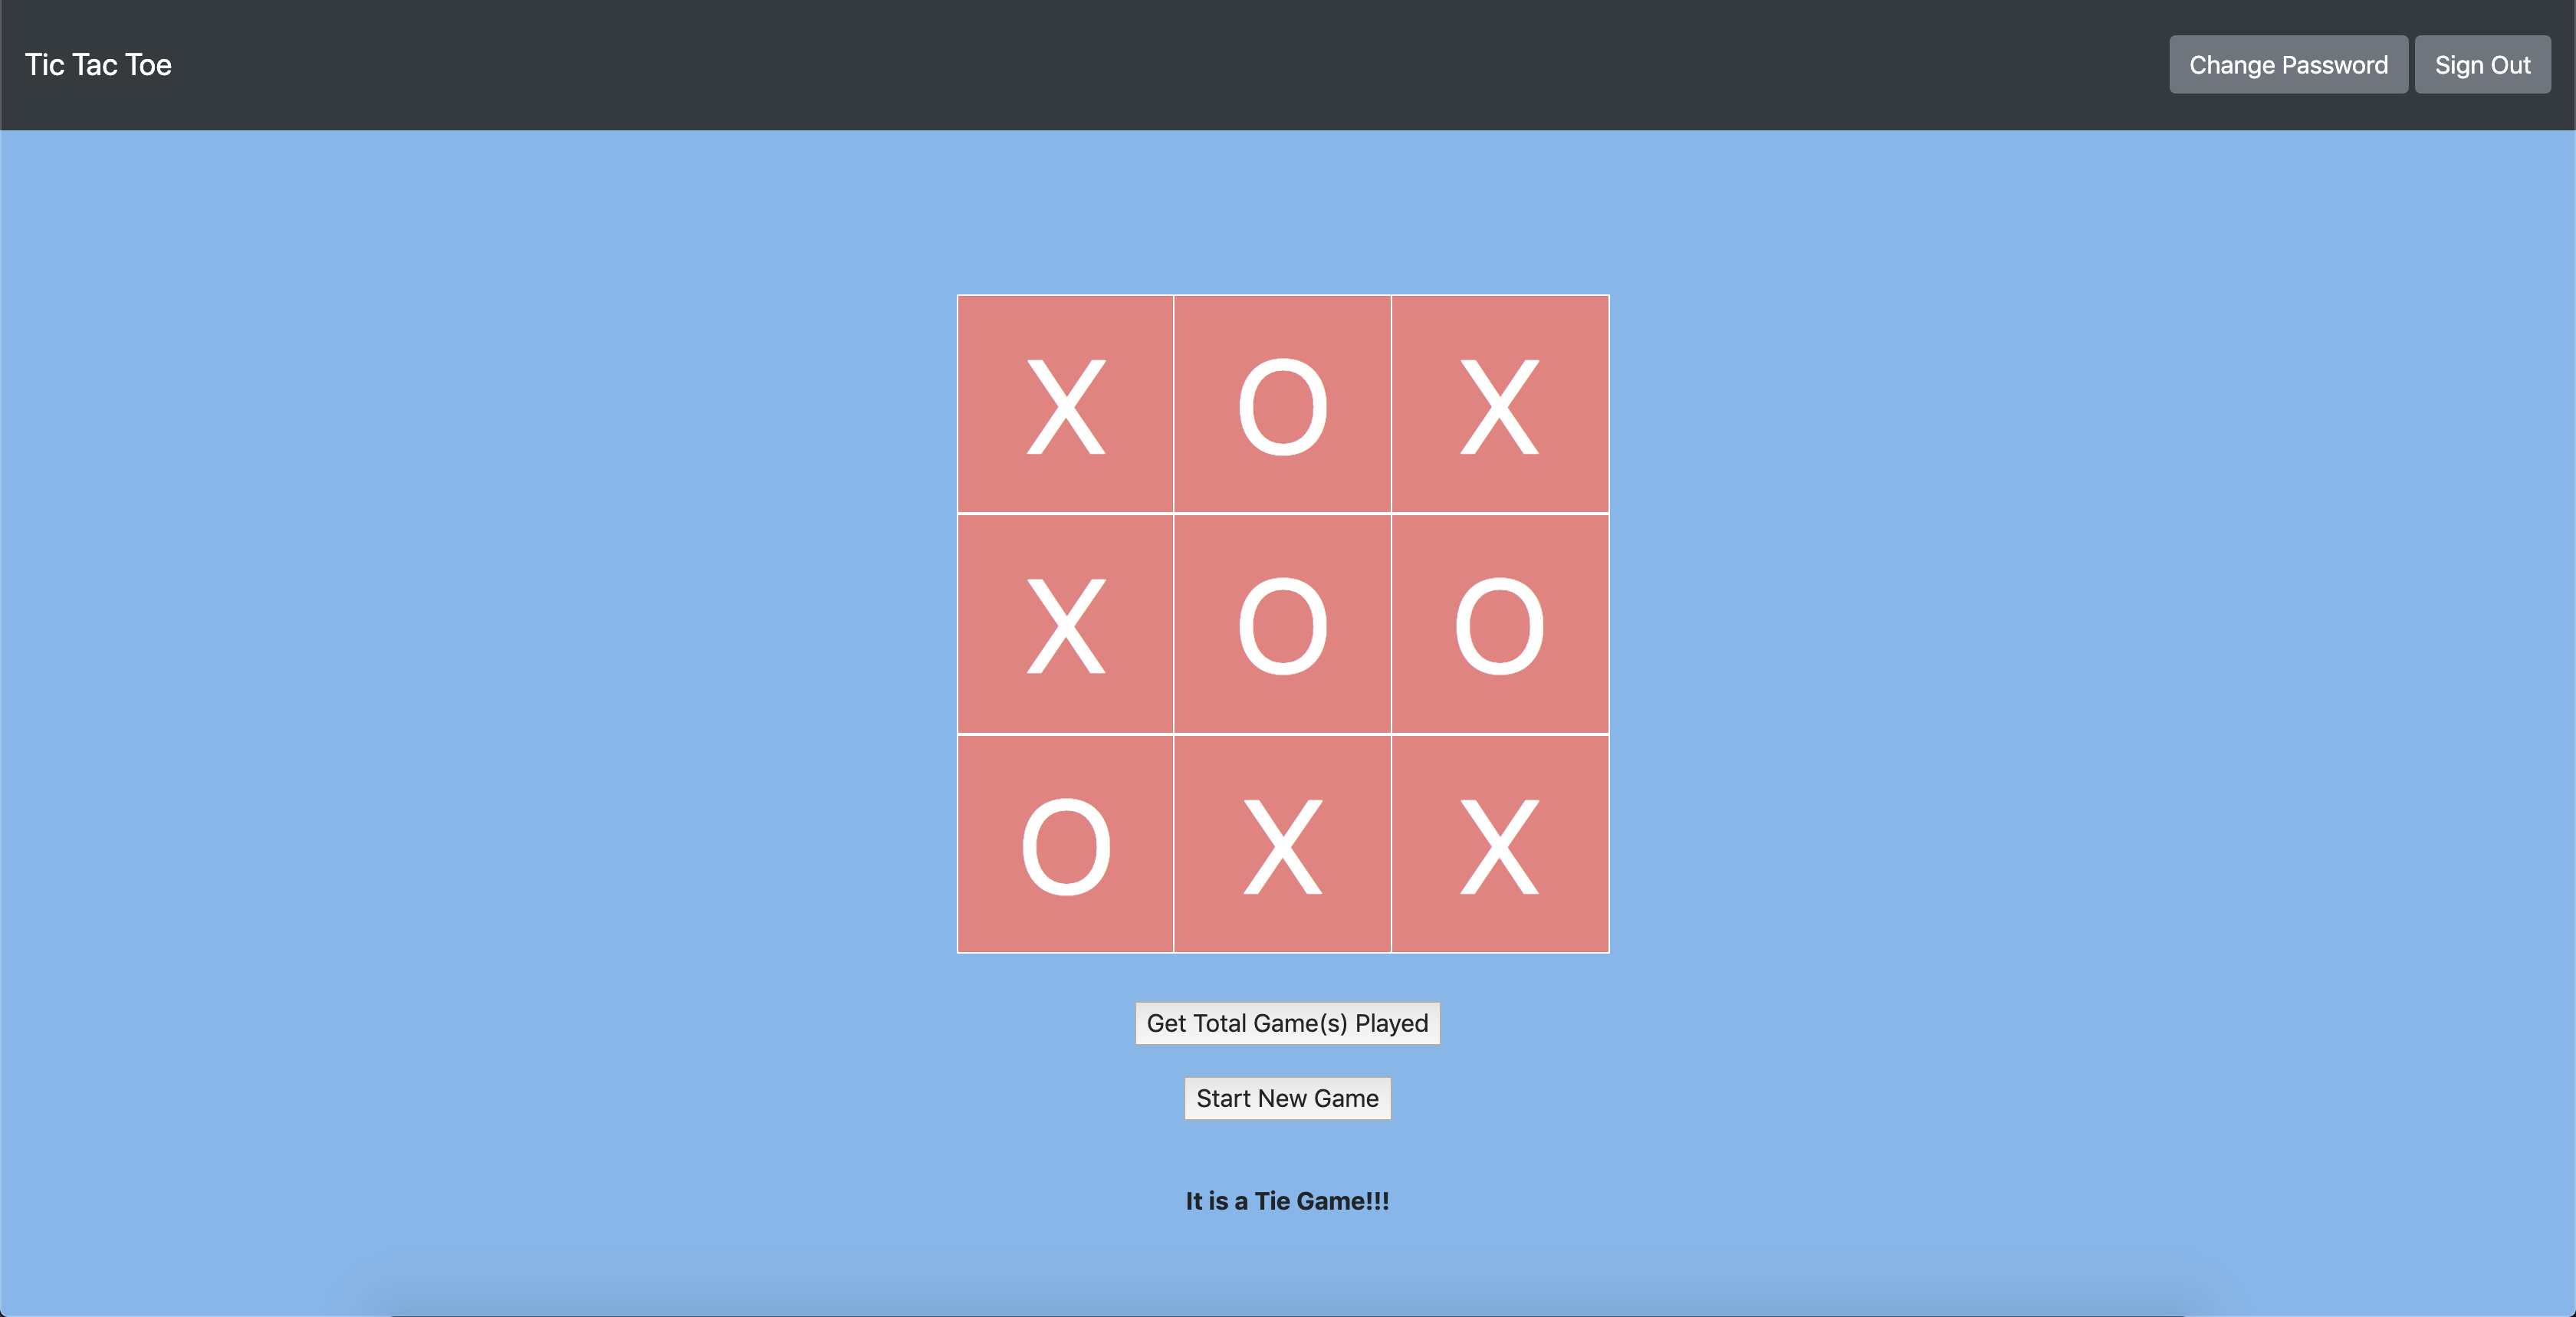 Tic Tac Toe
Change Password
Sign Out
X O X
X O O
O X X
Get Total Game(s) Played
Start New Game
It is a Tie Game!!!